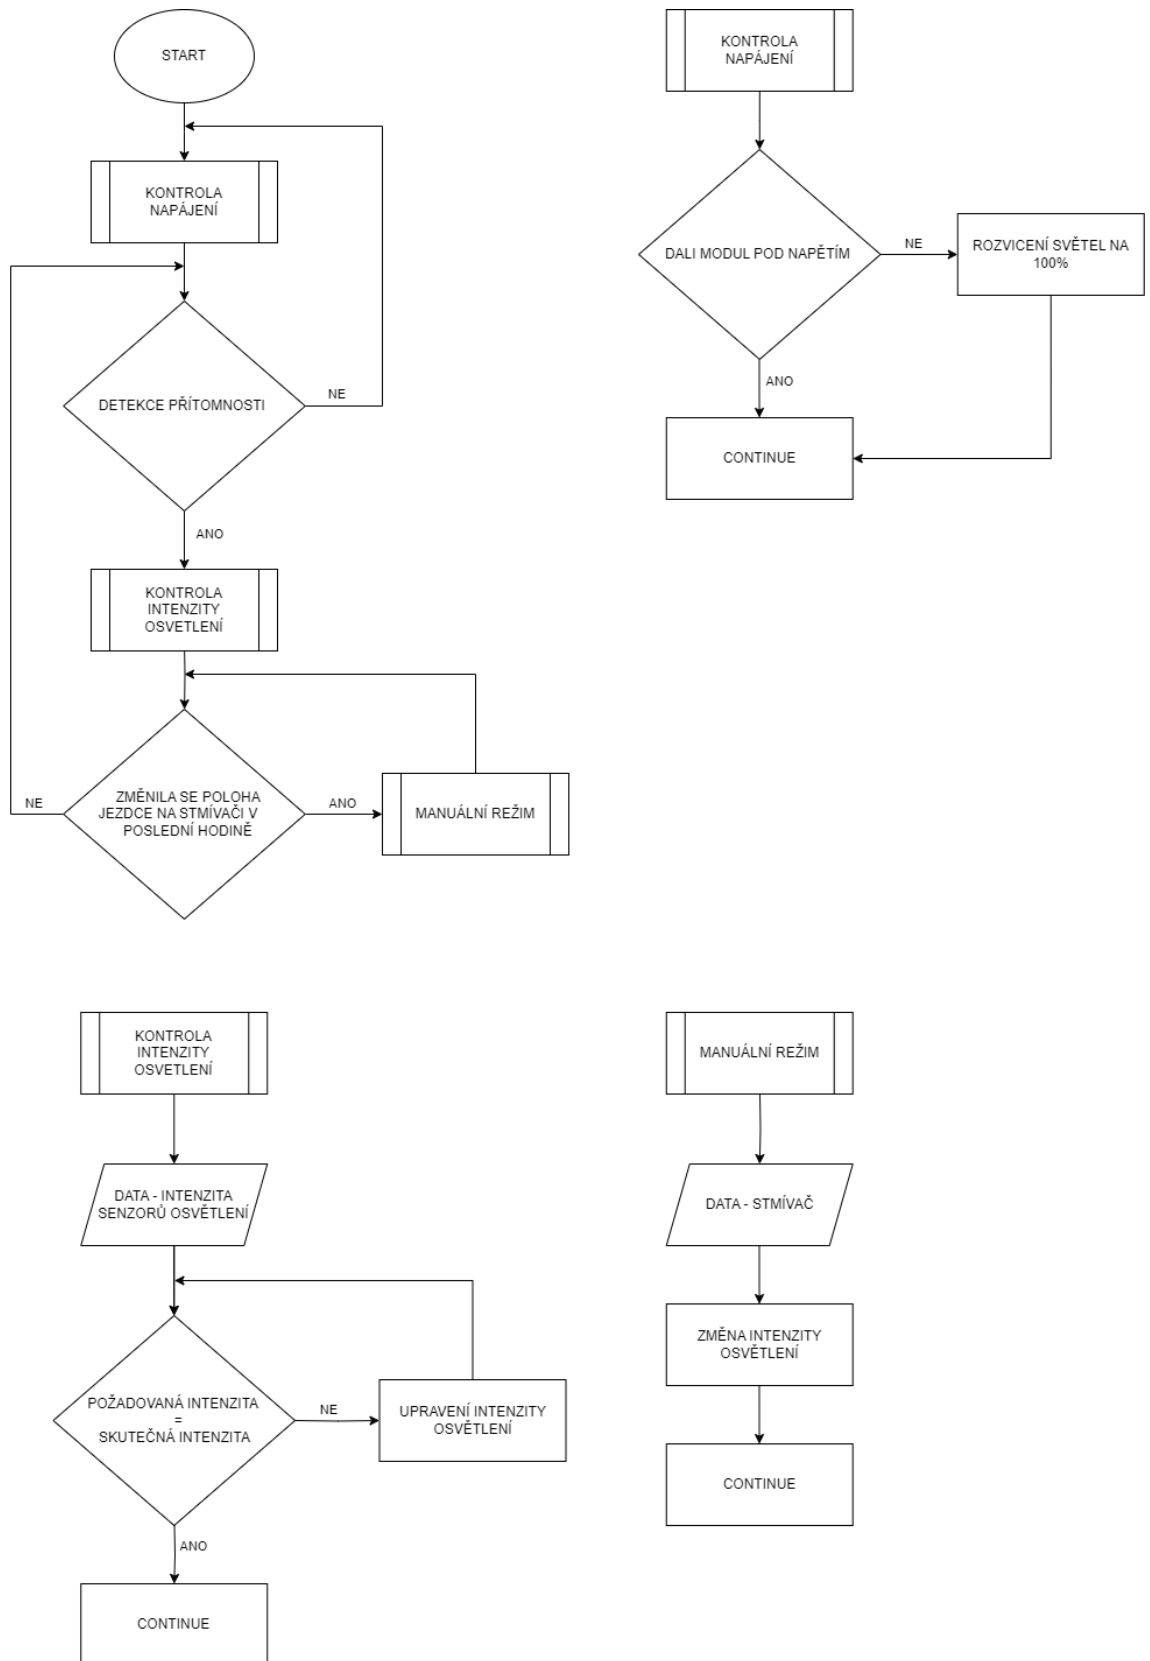 START
KONTROLA
NAPÁJENÍ
DETEKCE PŘÍTOMNOSTI
NE
ANO
KONTROLA
INTENZITY
OSVETLENÍ
ZMĚNILA SE POLOHA
JEZDCE NA STMÍVAČI V
POSLEDNÍ HODINĚ
NE
ANO
MANUÁLNÍ REŽIM
KONTROLA
NAPÁJENÍ
DALI MODUL POD NAPĚTÍM
NE
ROZVICENÍ SVĚTEL NA
100%
ANO
CONTINUE
KONTROLA
INTENZITY
OSVETLENÍ
DATA - INTENZITA
SENZORŮ OSVĚTLENÍ
POŽADOVANÁ INTENZITA
=
SKUTEČNÁ INTENZITA
NE
UPRAVENÍ INTENZITY
OSVĚTLENÍ
ANO
CONTINUE
MANUÁLNÍ REŽIM
DATA - STMÍVAČ
ZMĚNA INTENZITY
OSVĚTLENÍ
CONTINUE